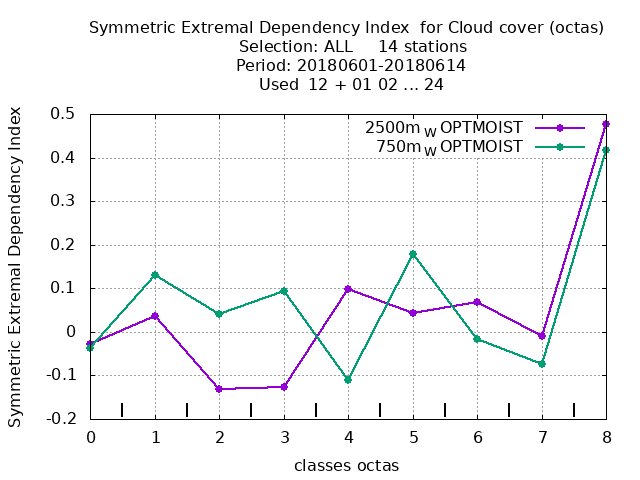 Symmetric Extremal Dependency Index  for Cloud cover (octas)
Selection: ALL     14 stations
Period: 20180601-20180614
Used  12 + 01 02 ... 24
Symmetric Extremal Dependency Index
0.5
0.4
0.3
0.2
0.1
0
-0.1
-0.2
2500m W OPTMOIST
750m W OPTMOIST
0 1 2 3 4 5 6 7 8
classes octas